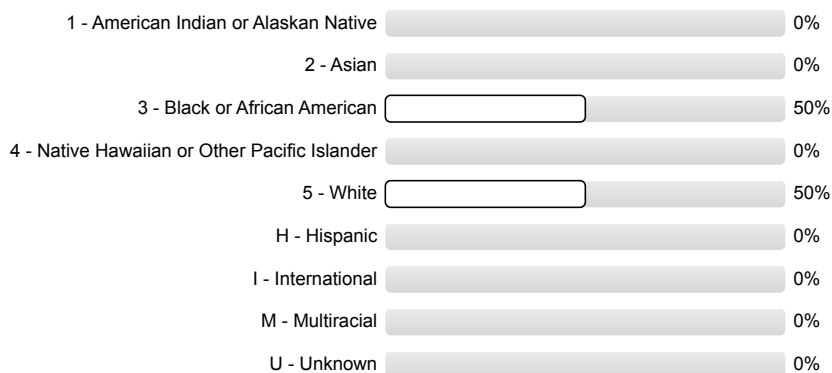 1 - American Indian or Alaskan Native 0%
2 - Asian 0%
3 - Black or African American 50%
4 - Native Hawaiian or Other Pacific Islander 0%
5 - White 50%
H - Hispanic 0%
I - International 0%
M - Multiracial 0%
U - Unknown 0%